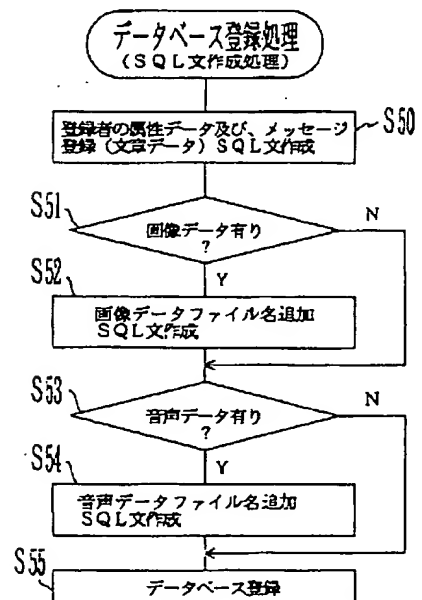 データベース登録処理
(SQL文作成処理)
登録者の属性データ及び、メッセージ S50
登録(文章データ)SQL文作成
S51
画像データ有り N
?
Y
S52
画像データファイル名追加
SQL文作成
S53
音声データ有り N
?
Y
S54
音声データファイル名追加
SQL文作成
S55
データベース登録